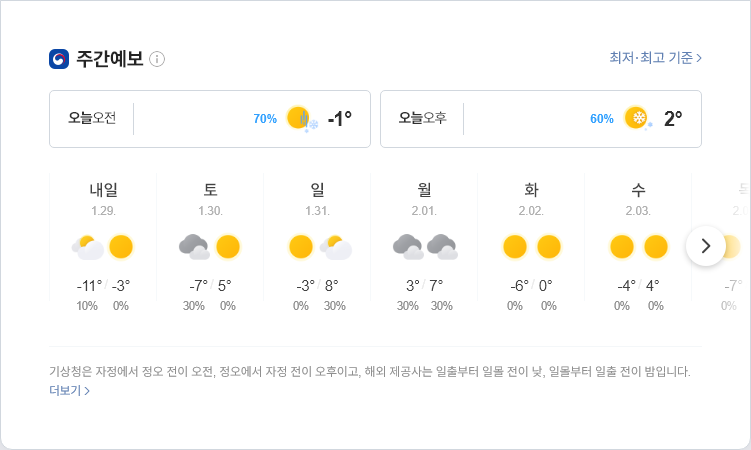 주간예보
최저·최고 기준
오늘오전 70% -1°
오늘오후 60% 2°
내일 토 일 월 화 수
1.29. 1.30. 1.31. 2.01. 2.02. 2.03.
-11° / -3° -7° / 5° -3° / 8° 3° / 7° -6° / 0° -4° / 4° -7°
10% 0% 30% 0% 0% 30% 30% 30% 0% 0% 0% 0% 0%
기상청은 자정에서 정오 전이 오전, 정오에서 자정 전이 오후이고, 해외 제공사는 일출부터 일몰 전이 낮, 일몰부터 일출 전이 밤입니다.
더보기